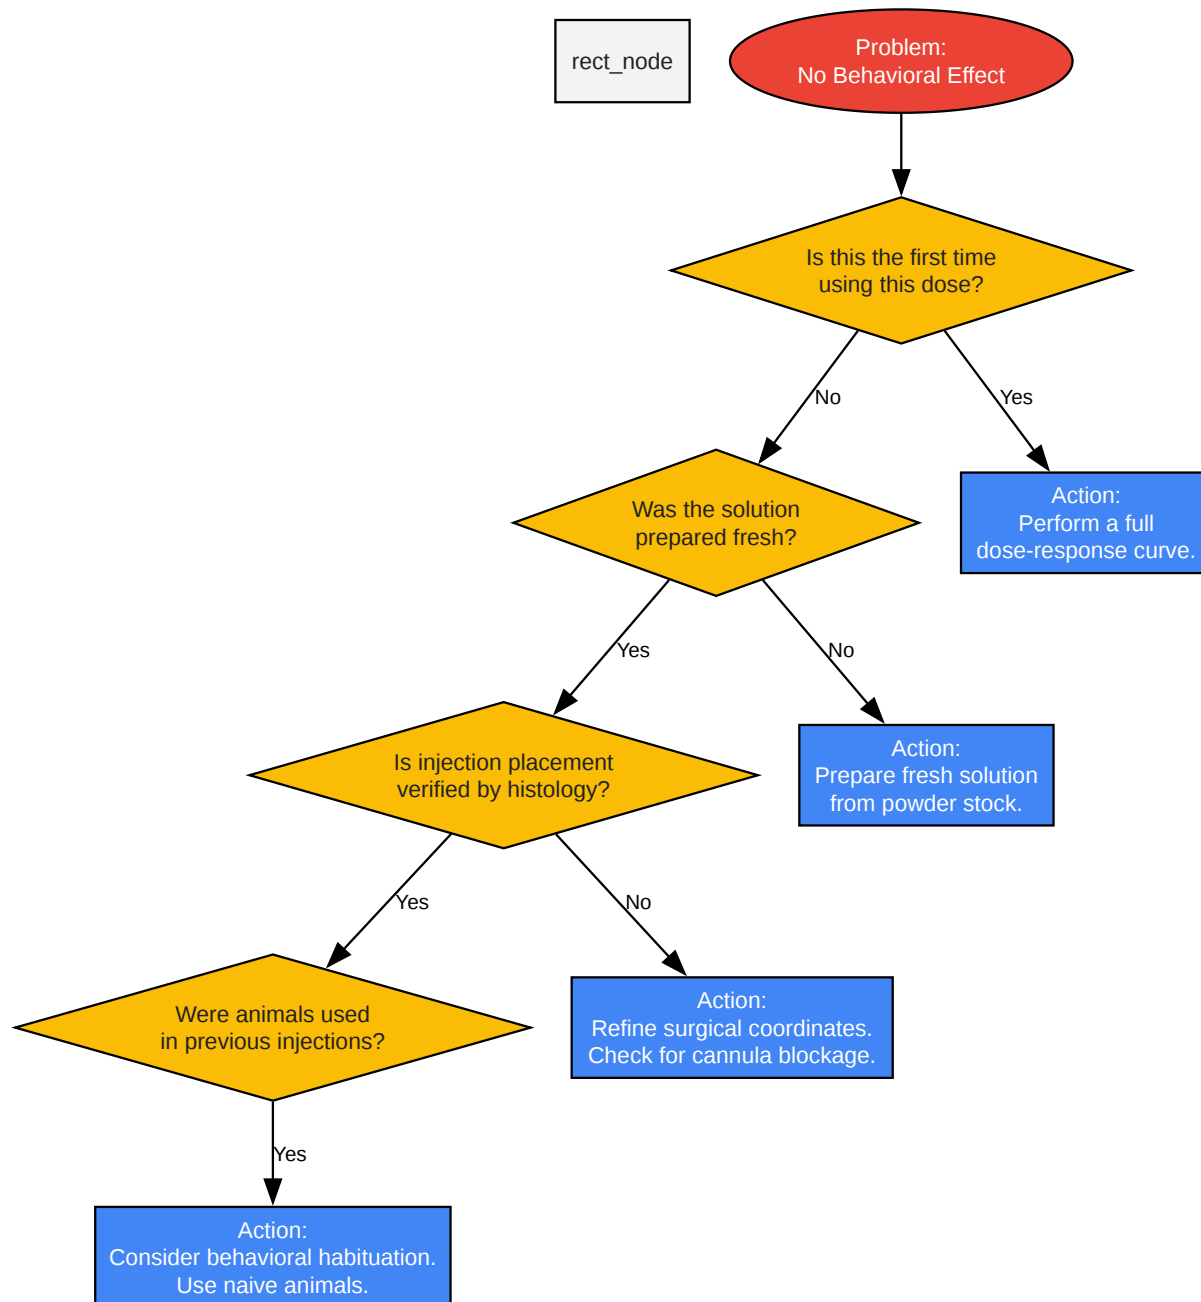 rect_node
Problem:
No Behavioral Effect
Is this the first time
using this dose?
No
Yes
Was the solution
prepared fresh?
Action:
Perform a full
dose-response curve.
Yes
No
Is injection placement
verified by histology?
Action:
Prepare fresh solution
from powder stock.
Yes
No
Were animals used
in previous injections?
Action:
Refine surgical coordinates.
Check for cannula blockage.
Yes
Action:
Consider behavioral habituation.
Use naive animals.